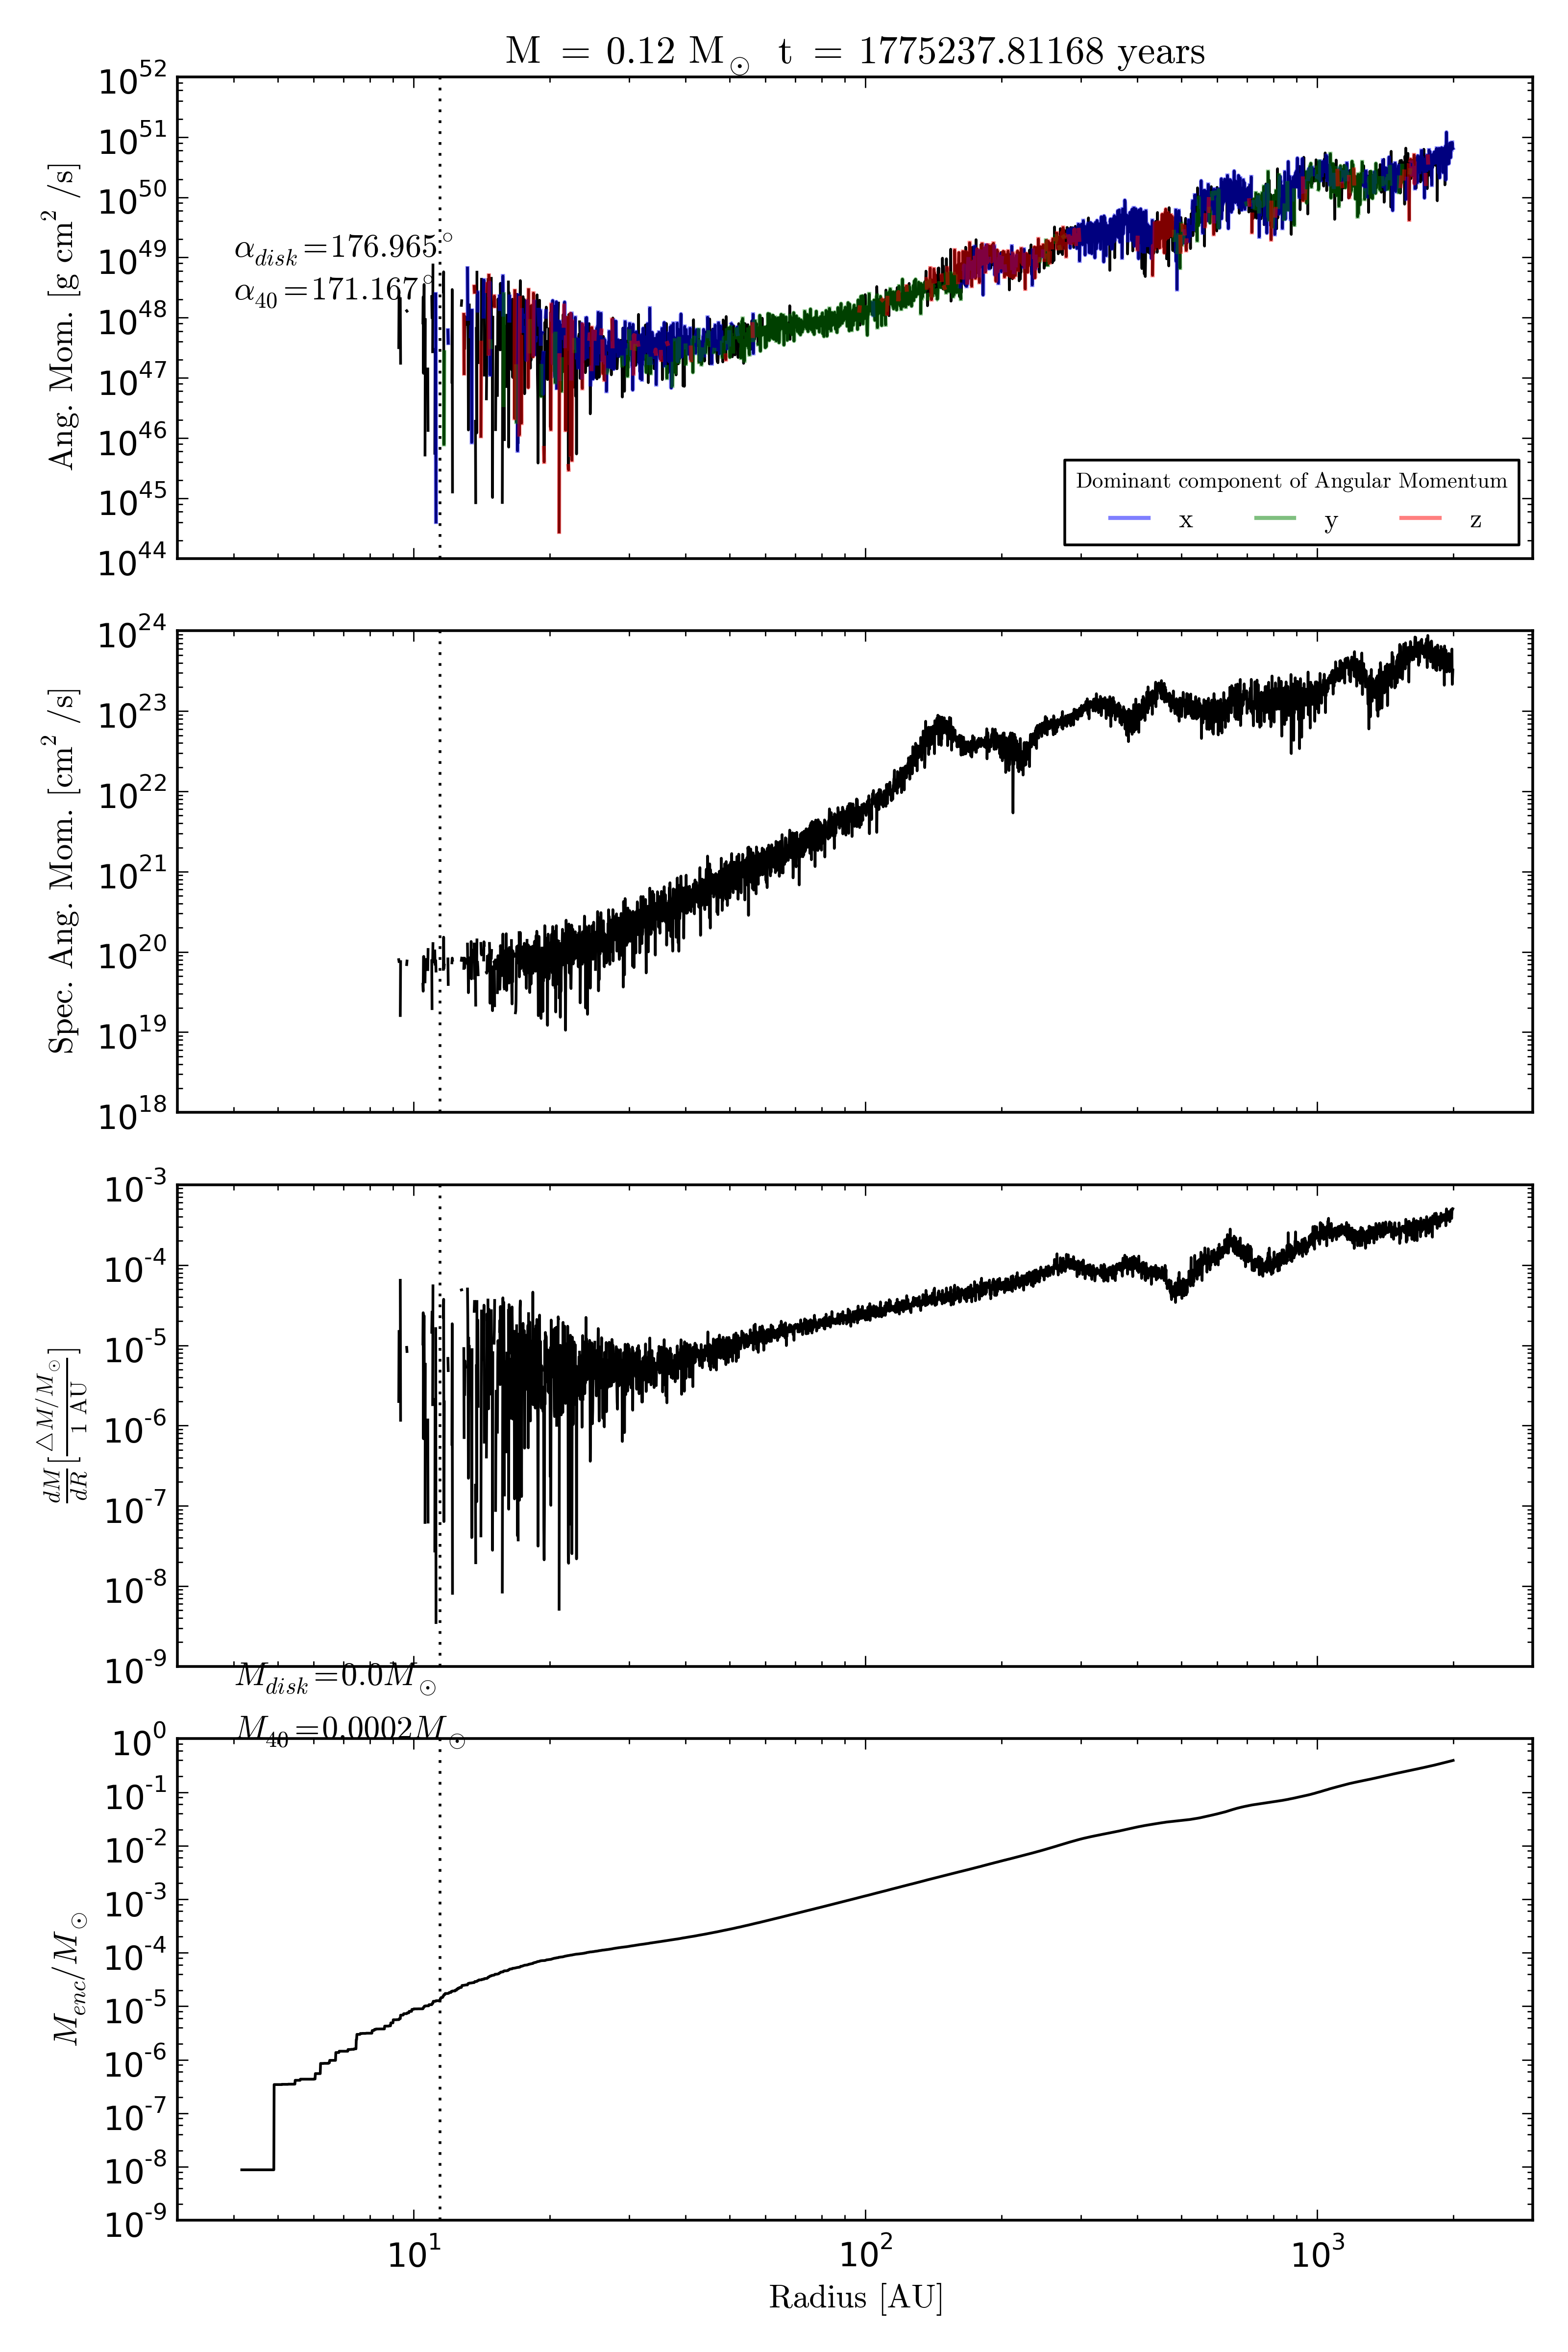 M = 0.12 M⊙ t = 1775237.81168 years
10^52
10^51
10^50
10^49
10^48
10^47
10^46
10^45
10^44
Ang. Mom. [g cm^2 /s]
α_disk=176.965°
α_40=171.167°
Dominant component of Angular Momentum
x y z
10^24
10^23
10^22
10^21
10^20
10^19
10^18
Spec. Ang. Mom. [cm^2 /s]
10^-3
10^-4
10^-5
10^-6
10^-7
10^-8
10^-9
dM/dR [△M/M⊙ / 1 AU]
M_disk=0.0M⊙
M_40=0.0002M⊙
10^0
10^-1
10^-2
10^-3
10^-4
10^-5
10^-6
10^-7
10^-8
10^-9
M_enc/M⊙
10^1 10^2 10^3
Radius [AU]